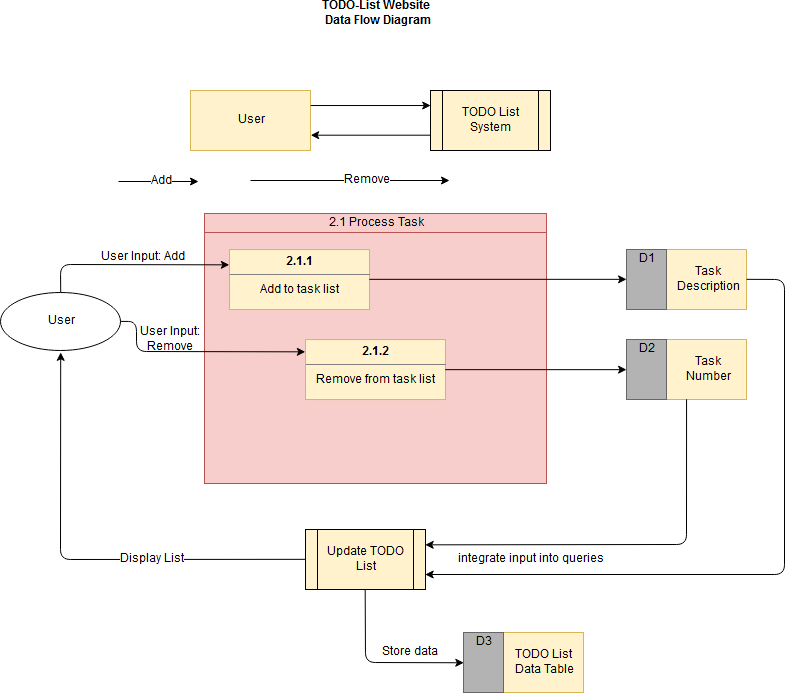 TODO-List Website
Data Flow Diagram
User
TODO List
System
Add
Remove
2.1 Process Task
User Input: Add
2.1.1
Add to task list
D1
Task
Description
User
User Input:
Remove
2.1.2
Remove from task list
D2
Task
Number
Display List
Update TODO
List
integrate input into queries
Store data
D3
TODO List
Data Table